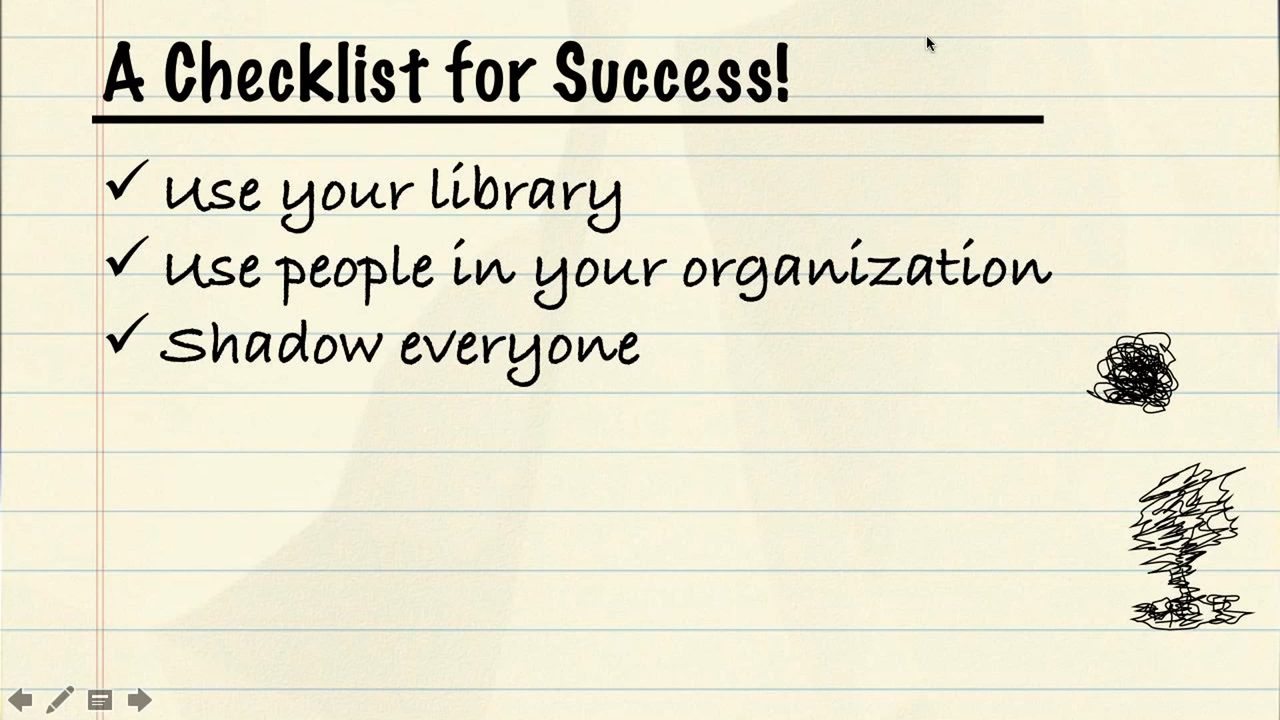 A Checklist for Success!
✓ Use your library
✓ Use people in your organization
✓ Shadow everyone